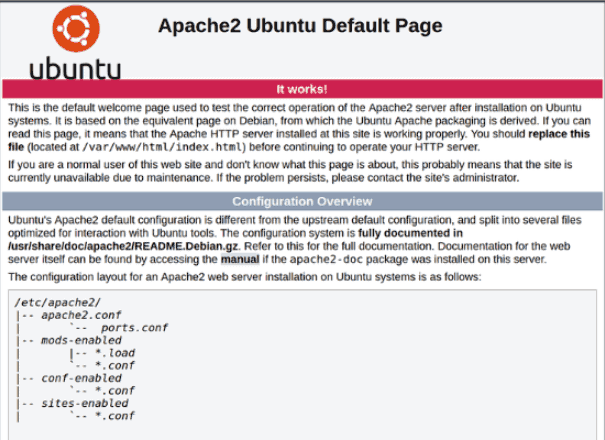 Apache2 Ubuntu Default Page
ubuntu
It works!
This is the default welcome page used to test the correct operation of the Apache2 server after installation on Ubuntu
systems. It is based on the equivalent page on Debian, from which the Ubuntu Apache packaging is derived. If you can
read this page, it means that the Apache HTTP server installed at this site is working properly. You should replace this
file (located at /var/www/html/index.html) before continuing to operate your HTTP server.
If you are a normal user of this web site and don't know what this page is about, this probably means that the site is
currently unavailable due to maintenance. If the problem persists, please contact the site's administrator.
Configuration Overview
Ubuntu's Apache2 default configuration is different from the upstream default configuration, and split into several files
optimized for interaction with Ubuntu tools. The configuration system is fully documented in
/usr/share/doc/apache2/README.Debian.gz. Refer to this for the full documentation. Documentation for the web
server itself can be found by accessing the manual if the apache2-doc package was installed on this server.
The configuration layout for an Apache2 web server installation on Ubuntu systems is as follows:
/etc/apache2/
|-- apache2.conf
|       `--  ports.conf
|-- mods-enabled
|       |-- *.load
|       `-- *.conf
|-- conf-enabled
|       `-- *.conf
|-- sites-enabled
|       `-- *.conf